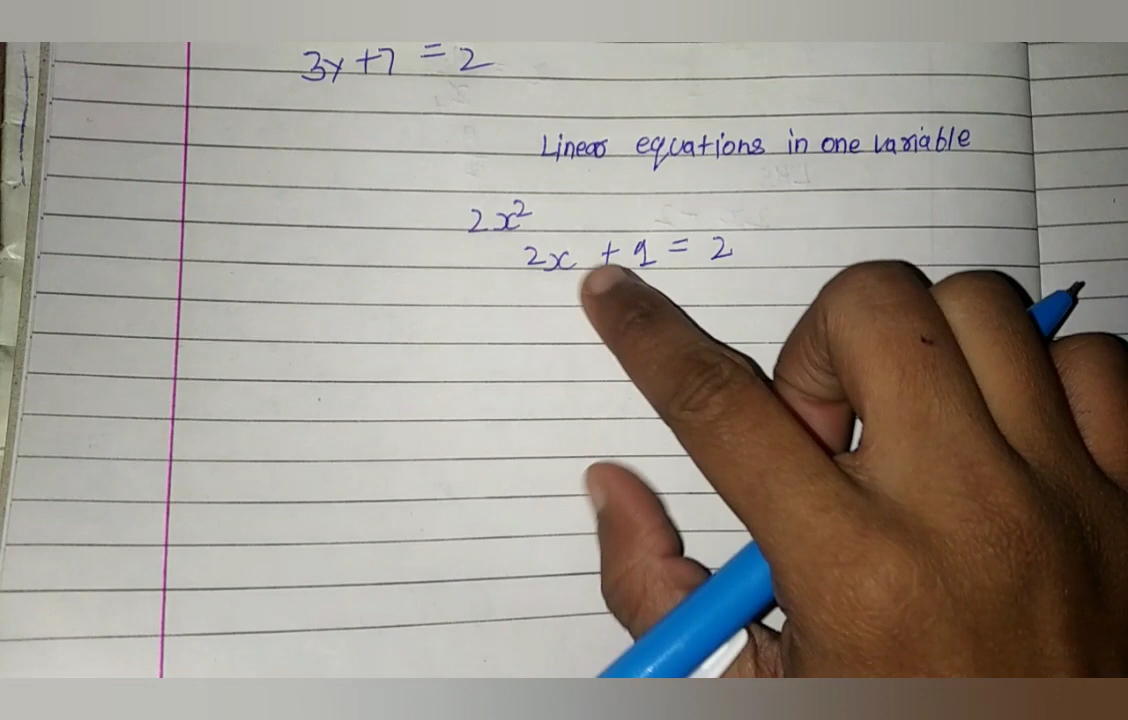 3y + 7 = 2
Linear equations in one variable
2x²
2x + 1 = 2